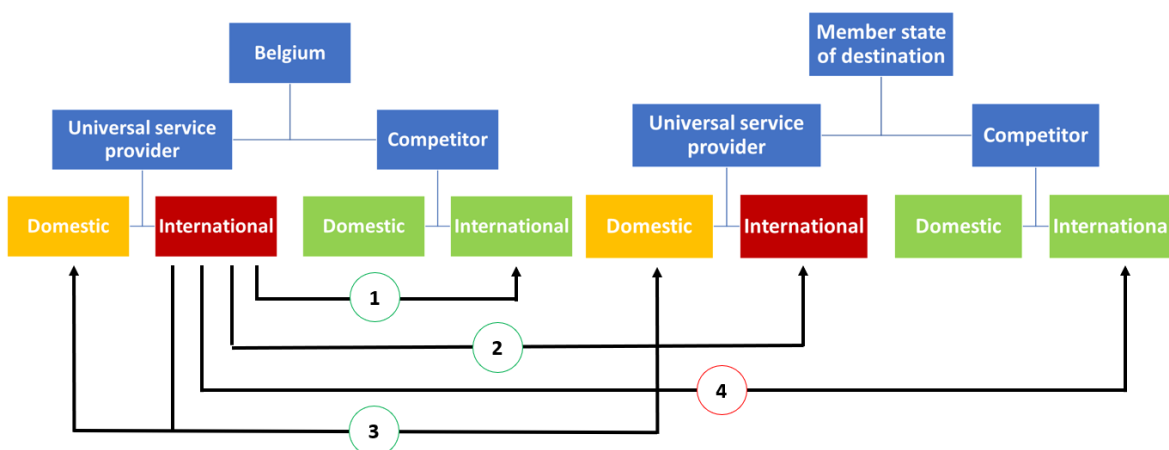 Belgium
Member state
of destination
Universal service
provider
Competitor
Universal service
provider
Competitor
Domestic
International
Domestic
International
Domestic
International
Domestic
International
1
2
4
3